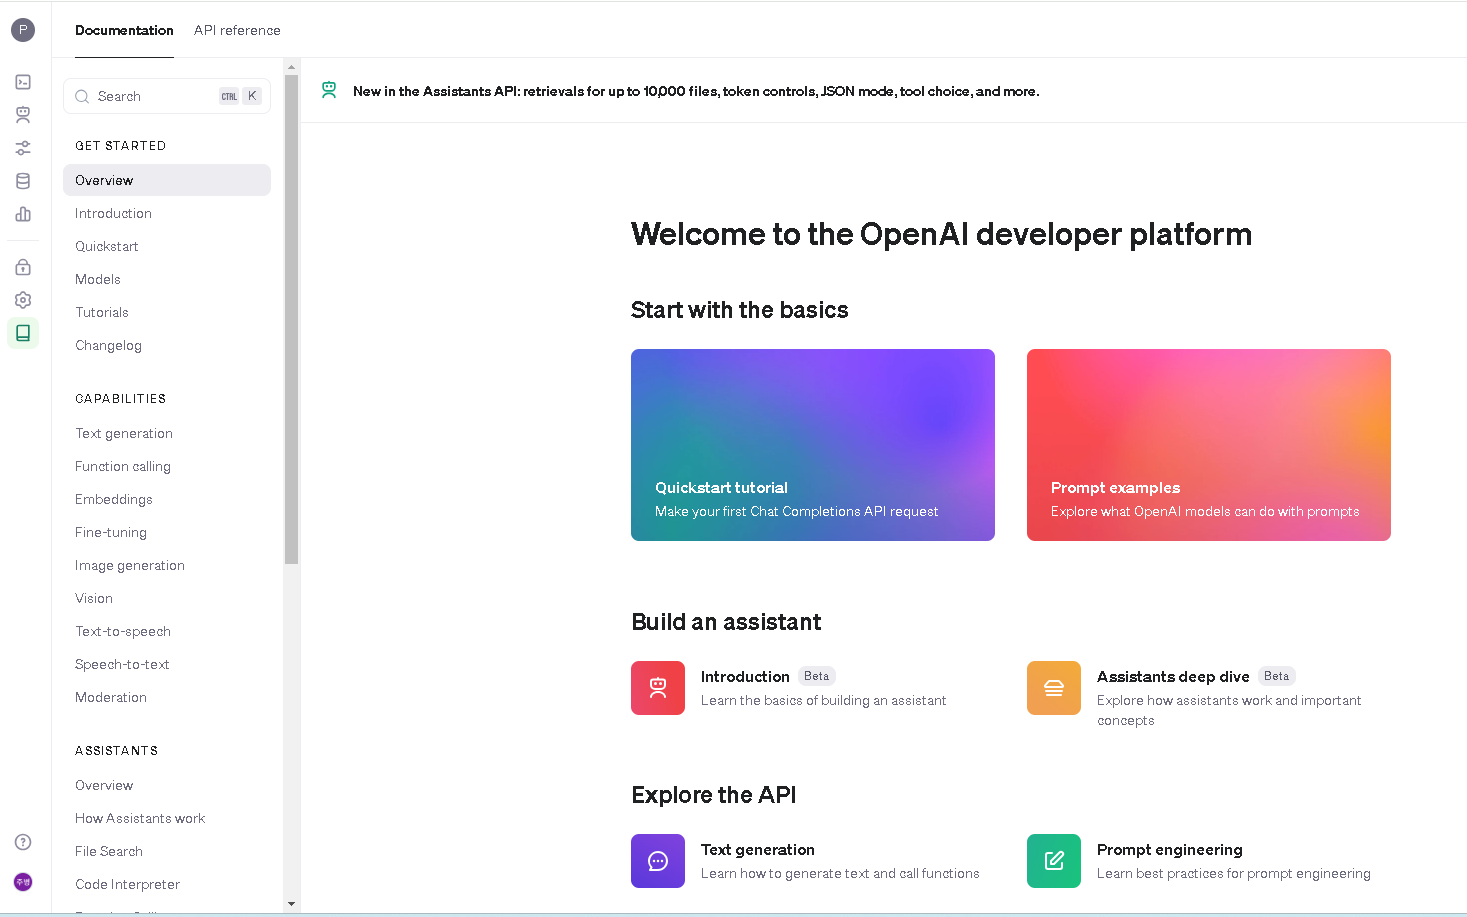 P
Documentation
API reference
Search
CTRL K
GET STARTED
Overview
Introduction
Quickstart
Models
Tutorials
Changelog
CAPABILITIES
Text generation
Function calling
Embeddings
Fine-tuning
Image generation
Vision
Text-to-speech
Speech-to-text
Moderation
ASSISTANTS
Overview
How Assistants work
File Search
Code Interpreter
New in the Assistants API: retrievals for up to 10,000 files, token controls, JSON mode, tool choice, and more.
Welcome to the OpenAI developer platform
Start with the basics
Quickstart tutorial
Make your first Chat Completions API request
Prompt examples
Explore what OpenAI models can do with prompts
Build an assistant
Introduction Beta
Learn the basics of building an assistant
Assistants deep dive Beta
Explore how assistants work and important
concepts
Explore the API
Text generation
Learn how to generate text and call functions
Prompt engineering
Learn best practices for prompt engineering